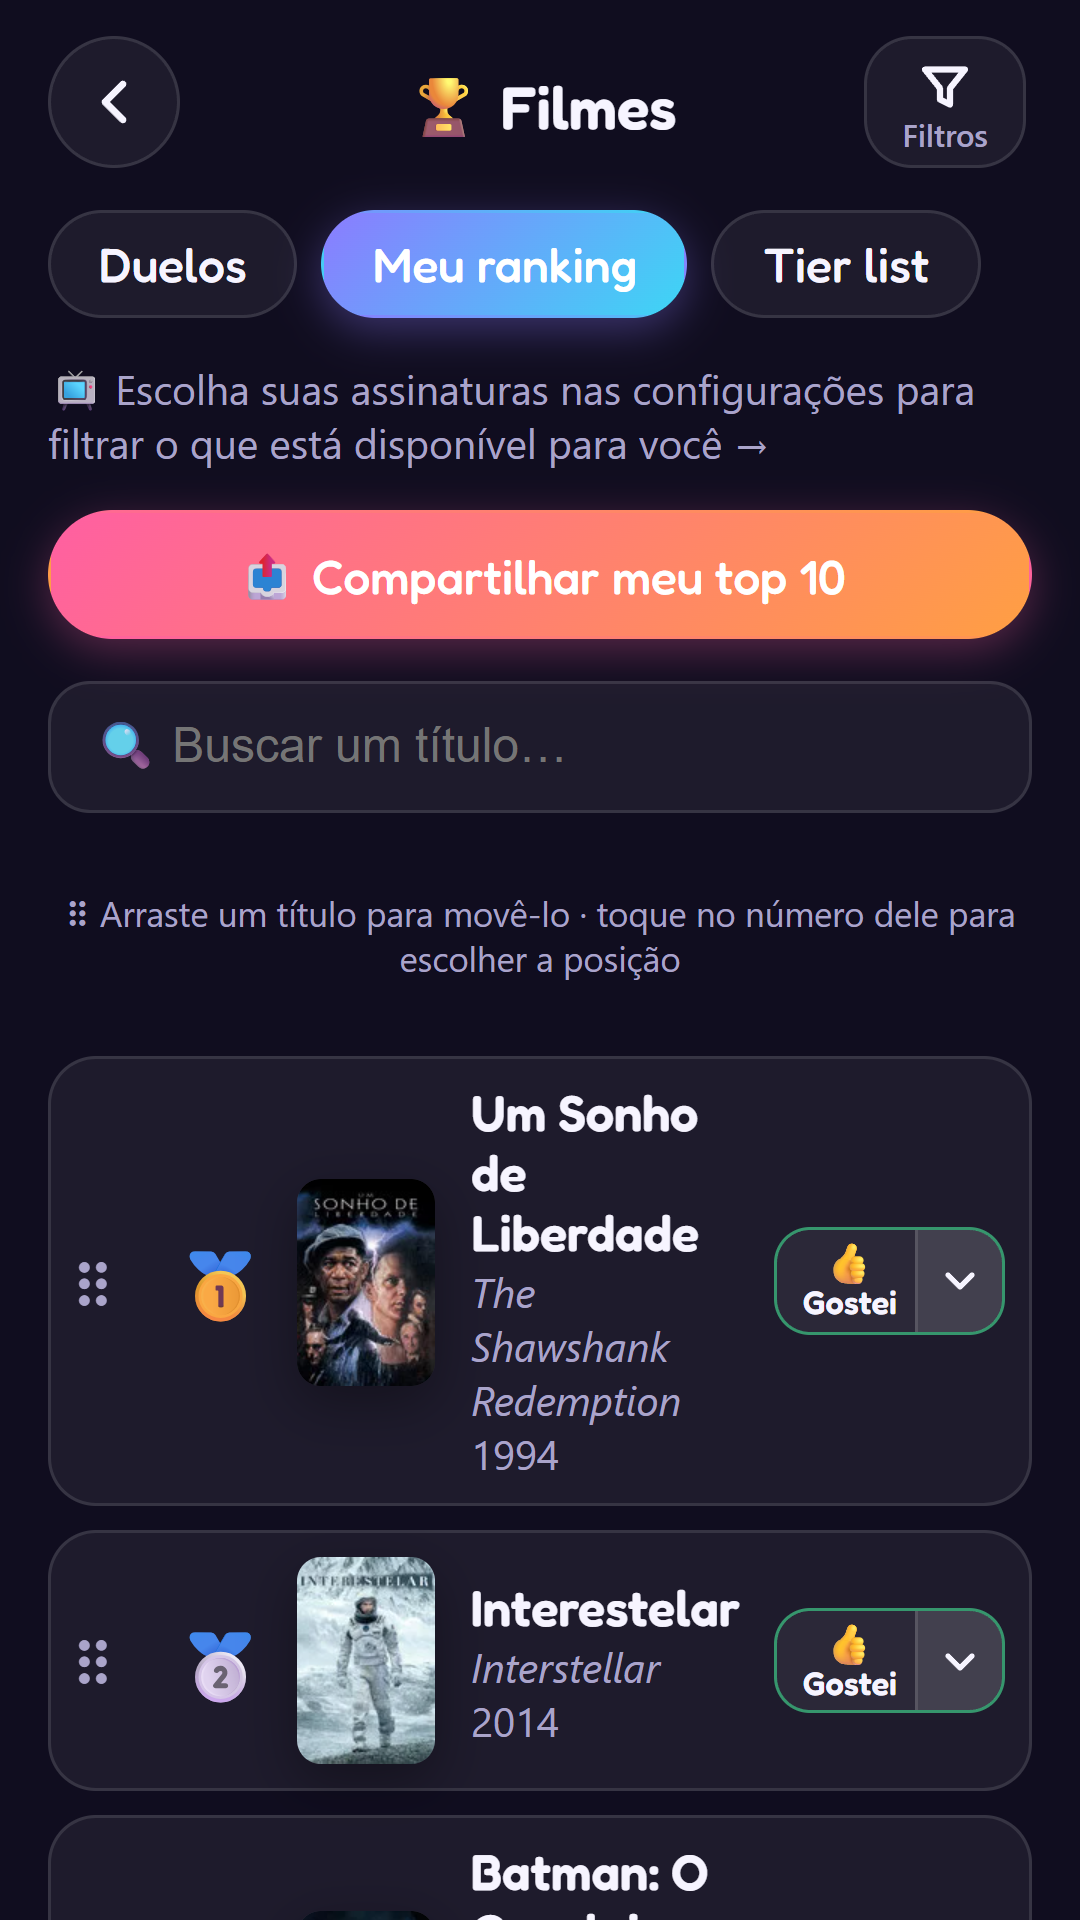 Filmes
Filtros
Duelos
Meu ranking
Tier list
Escolha suas assinaturas nas configurações para
filtrar o que está disponível para você →
Compartilhar meu top 10
Buscar um título...
Arraste um título para movê-lo · toque no número dele para
escolher a posição
1
UM
SONHO DE
LIBERDADE
Um Sonho
de
Liberdade
The
Shawshank
Redemption
1994
Gostei
2
INTERESTELAR
Interestelar
Interstellar
2014
Gostei
Batman: O